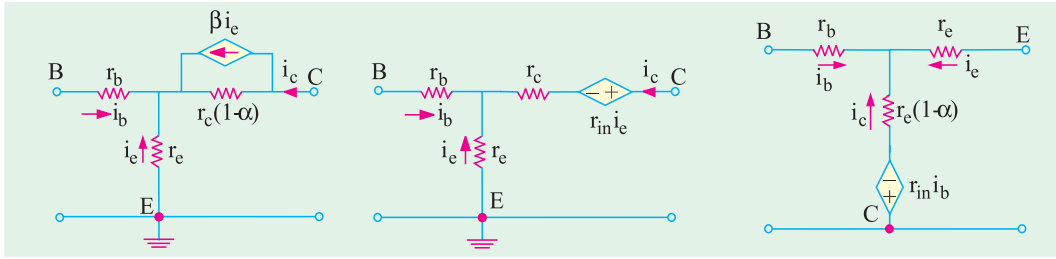 βi_e
B
r_b
i_b
r_c(1-α)
i_c
C
i_e
r_e
E
B
r_b
i_b
r_c
r_in i_e
i_c
C
i_e
r_e
E
B
r_b
i_b
r_e
i_e
E
i_c
r_e(1-α)
r_in i_b
C